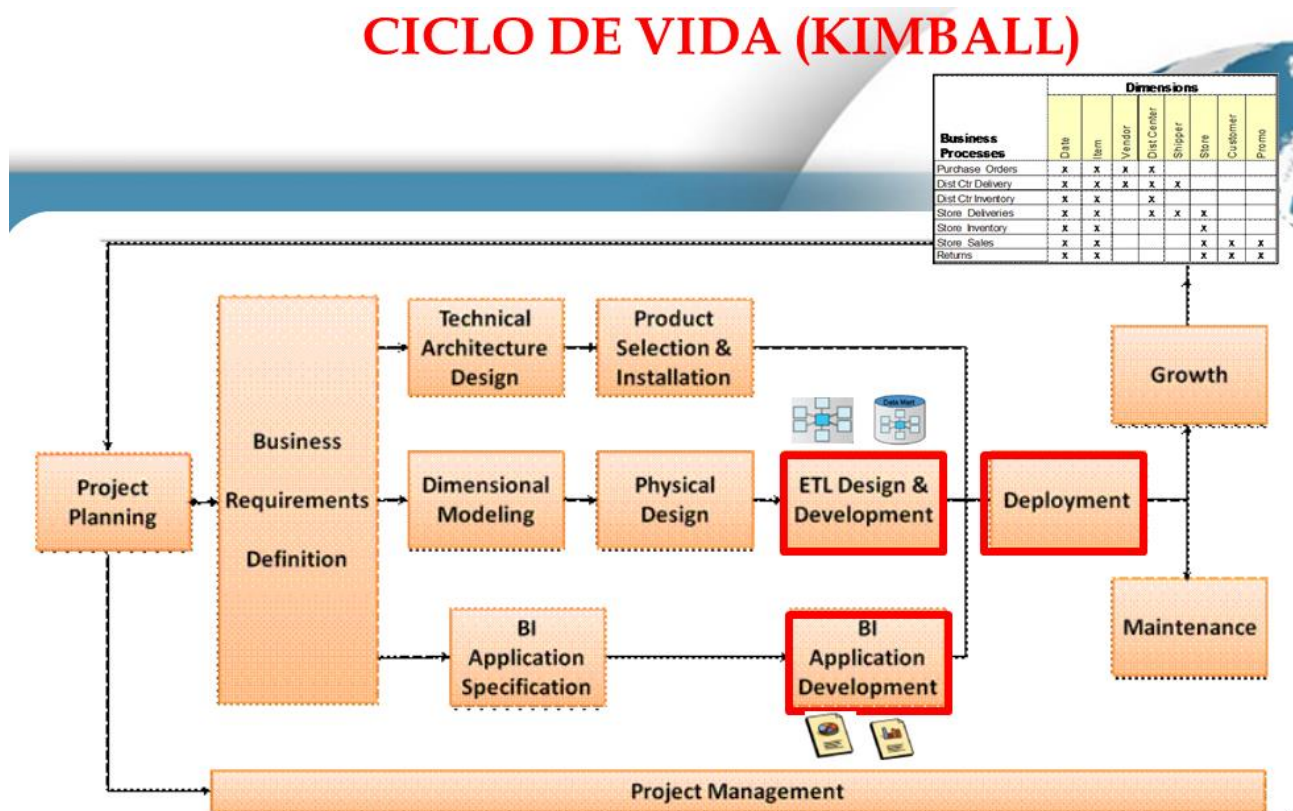 CICLO DE VIDA (KIMBALL)
Dimensions
Business
Processes
Date
Item
Vendor
Dist Center
Shipper
Store
Customer
Promo
Purchase Orders x x x x
Dist Ctr Delivery x x x x x
Dist Ctr Inventory x x x
Store Deliveries x x x x x
Store Inventory x x x
Store Sales x x x x x
Returns x x x x x
Technical
Architecture
Design
Product
Selection &
Installation
Growth
Data Mart
Business
Requirements
Definition
Project
Planning
Dimensional
Modeling
Physical
Design
ETL Design &
Development
Deployment
BI
Application
Specification
BI
Application
Development
Maintenance
Project Management